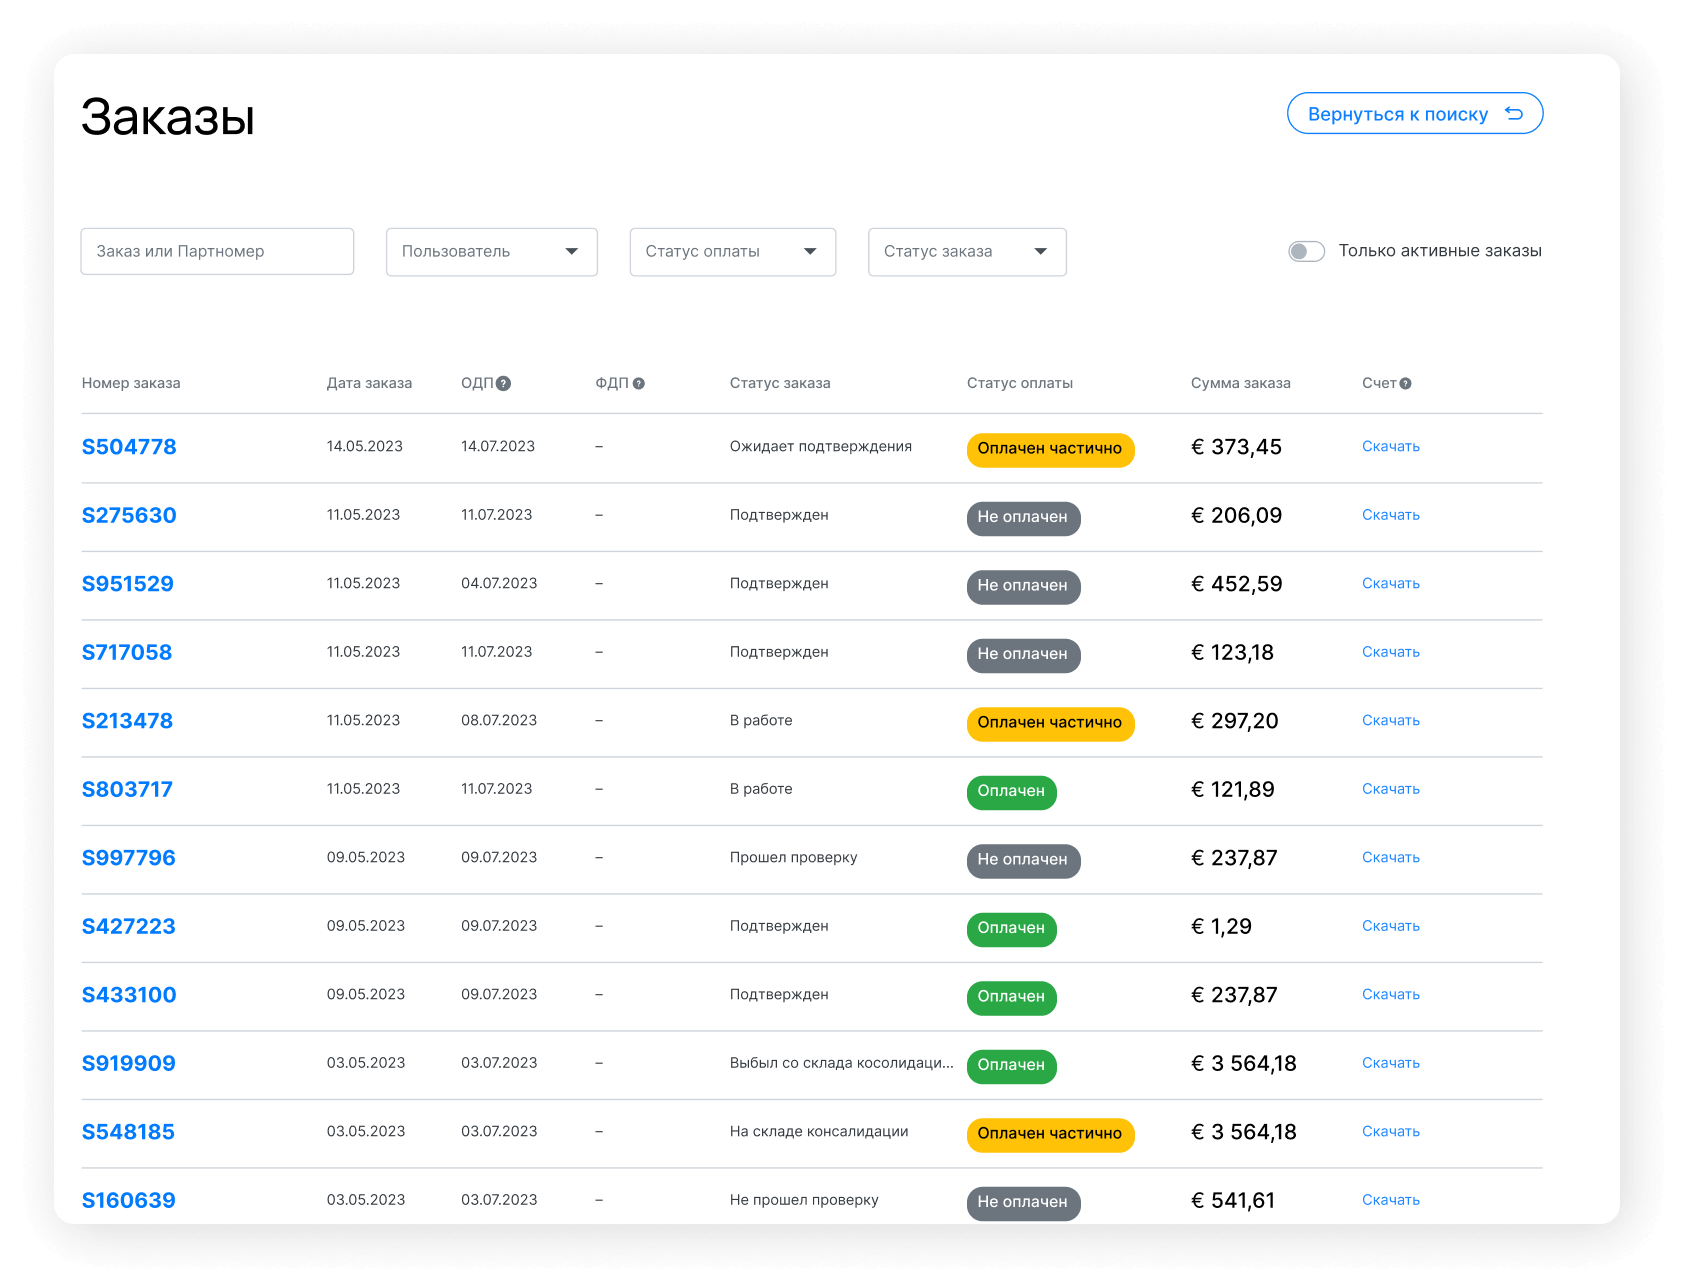 Заказы
Вернуться к поиску
Заказ или Партномер Пользователь Статус оплаты Статус заказа Только активные заказы
Номер заказа Дата заказа ОДП ? ФДП ? Статус заказа Статус оплаты Сумма заказа Счет ?
S504778 14.05.2023 14.07.2023 – Ожидает подтверждения Оплачен частично € 373,45 Скачать
S275630 11.05.2023 11.07.2023 – Подтвержден Не оплачен € 206,09 Скачать
S951529 11.05.2023 04.07.2023 – Подтвержден Не оплачен € 452,59 Скачать
S717058 11.05.2023 11.07.2023 – Подтвержден Не оплачен € 123,18 Скачать
S213478 11.05.2023 08.07.2023 – В работе Оплачен частично € 297,20 Скачать
S803717 11.05.2023 11.07.2023 – В работе Оплачен € 121,89 Скачать
S997796 09.05.2023 09.07.2023 – Прошел проверку Не оплачен € 237,87 Скачать
S427223 09.05.2023 09.07.2023 – Подтвержден Оплачен € 1,29 Скачать
S433100 09.05.2023 09.07.2023 – Подтвержден Оплачен € 237,87 Скачать
S919909 03.05.2023 03.07.2023 – Выбыл со склада косолидаци... Оплачен € 3 564,18 Скачать
S548185 03.05.2023 03.07.2023 – На складе консалидации Оплачен частично € 3 564,18 Скачать
S160639 03.05.2023 03.07.2023 – Не прошел проверку Не оплачен € 541,61 Скачать